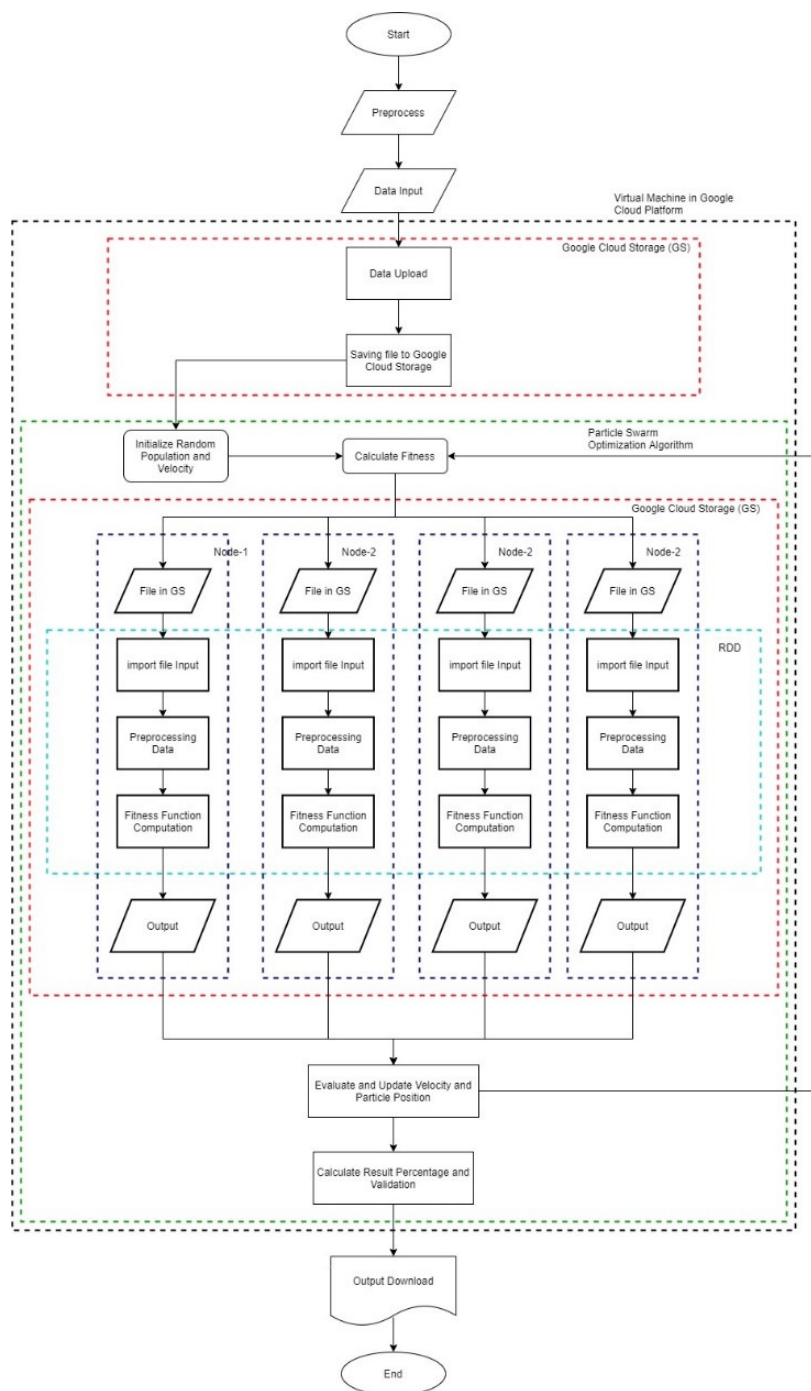 Start
Preprocess
Data Input
Virtual Machine in Google
Cloud Platform
Google Cloud Storage (GS)
Data Upload
Saving file to Google
Cloud Storage
Initialize Random
Population and
Velocity
Calculate Fitness
Particle Swarm
Optimization Algorithm
Google Cloud Storage (GS)
Node-1
Node-2
Node-2
Node-2
File in GS
File in GS
File in GS
File in GS
RDD
import file Input
import file Input
import file Input
import file Input
Preprocessing
Data
Preprocessing
Data
Preprocessing
Data
Preprocessing
Data
Fitness Function
Computation
Fitness Function
Computation
Fitness Function
Computation
Fitness Function
Computation
Output
Output
Output
Output
Evaluate and Update Velocity and
Particle Position
Calculate Result Percentage and
Validation
Output Download
End